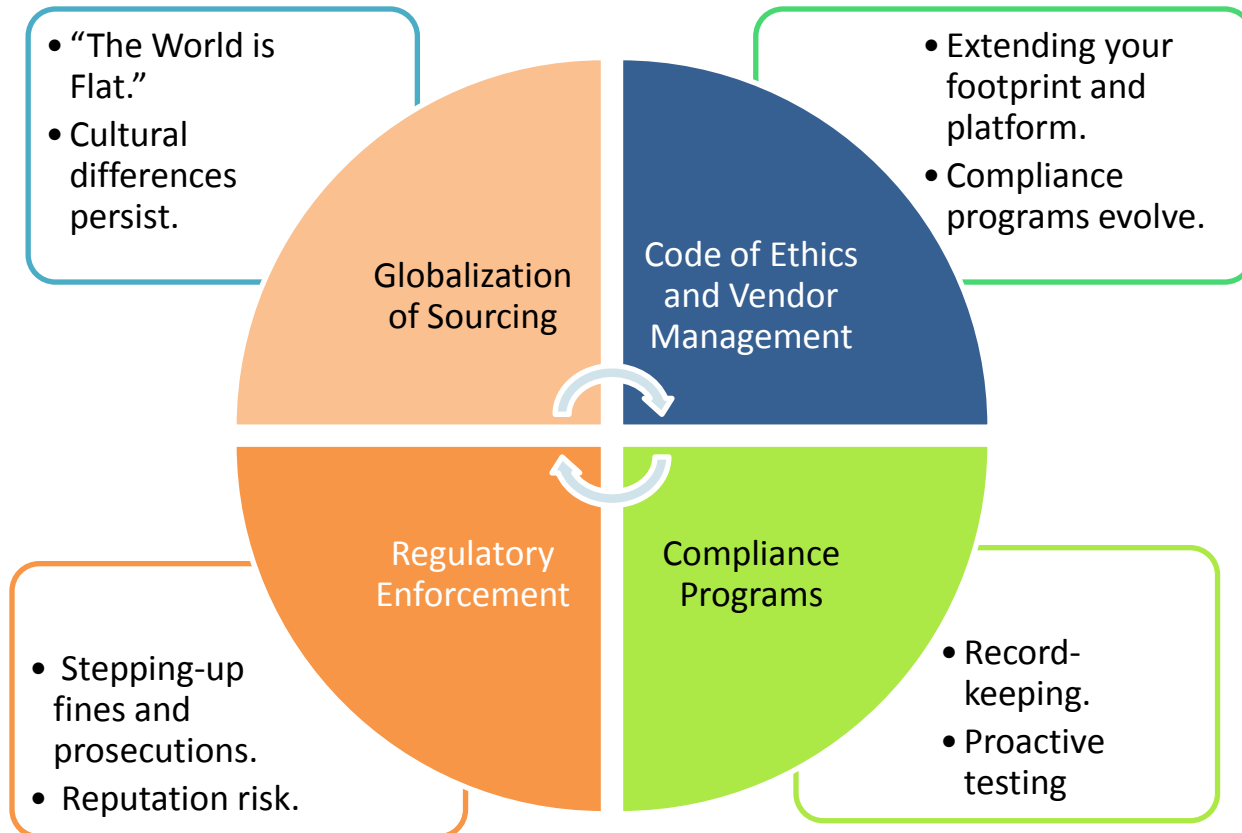 • “The World is
Flat.”
• Cultural
differences
persist.
• Extending your
footprint and
platform.
• Compliance
programs evolve.
Globalization
of Sourcing
Code of Ethics
and Vendor
Management
Regulatory
Enforcement
Compliance
Programs
• Stepping-up
fines and
prosecutions.
• Reputation risk.
• Record-
keeping.
• Proactive
testing